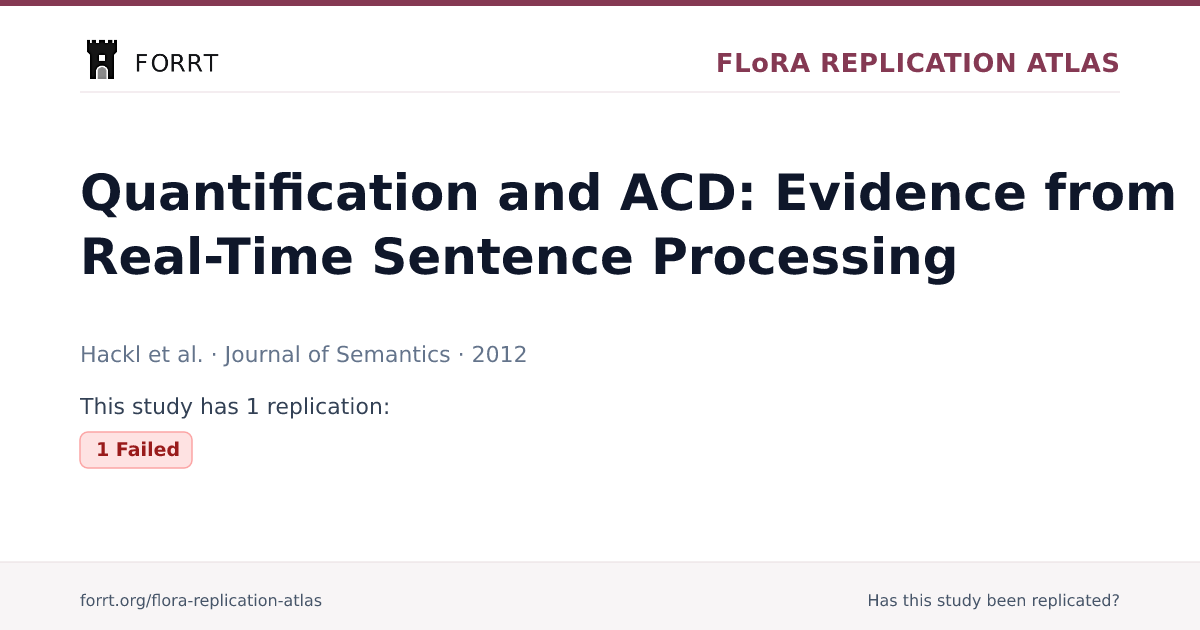 FORRT
FLoRA REPLICATION ATLAS
Quantification and ACD: Evidence from
Real-Time Sentence Processing
Hackl et al. · Journal of Semantics · 2012
This study has 1 replication:
1 Failed
forrt.org/flora-replication-atlas
Has this study been replicated?